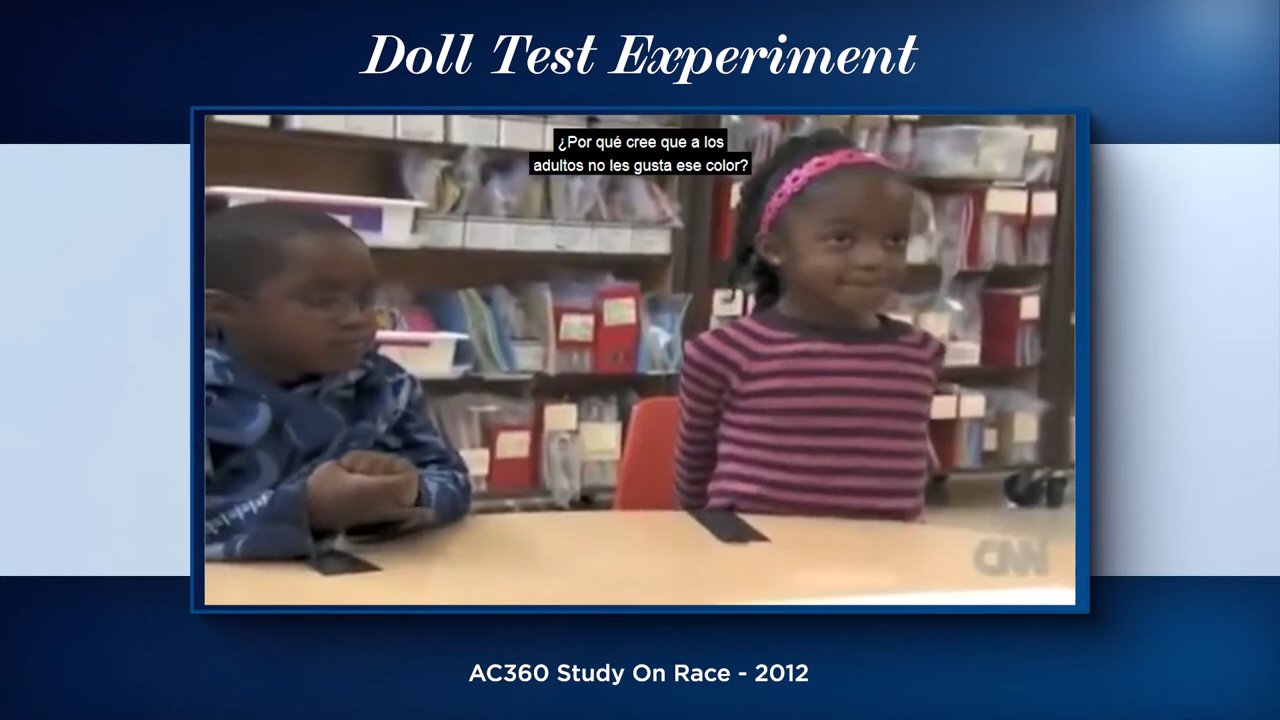 Doll Test Experiment
¿Por qué cree que a los
adultos no les gusta ese color?
CNN
AC360 Study On Race - 2012